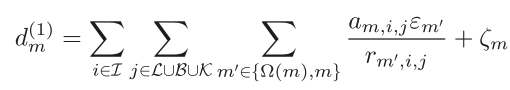 $$d_m^{(1)} = \sum_{i \in \mathcal{I}} \sum_{j \in \mathcal{L} \cup \mathcal{B} \cup \mathcal{K}} \sum_{m' \in \{\Omega(m), m\}} \frac{a_{m,i,j} \varepsilon_{m'}}{r_{m',i,j}} + \zeta_m$$